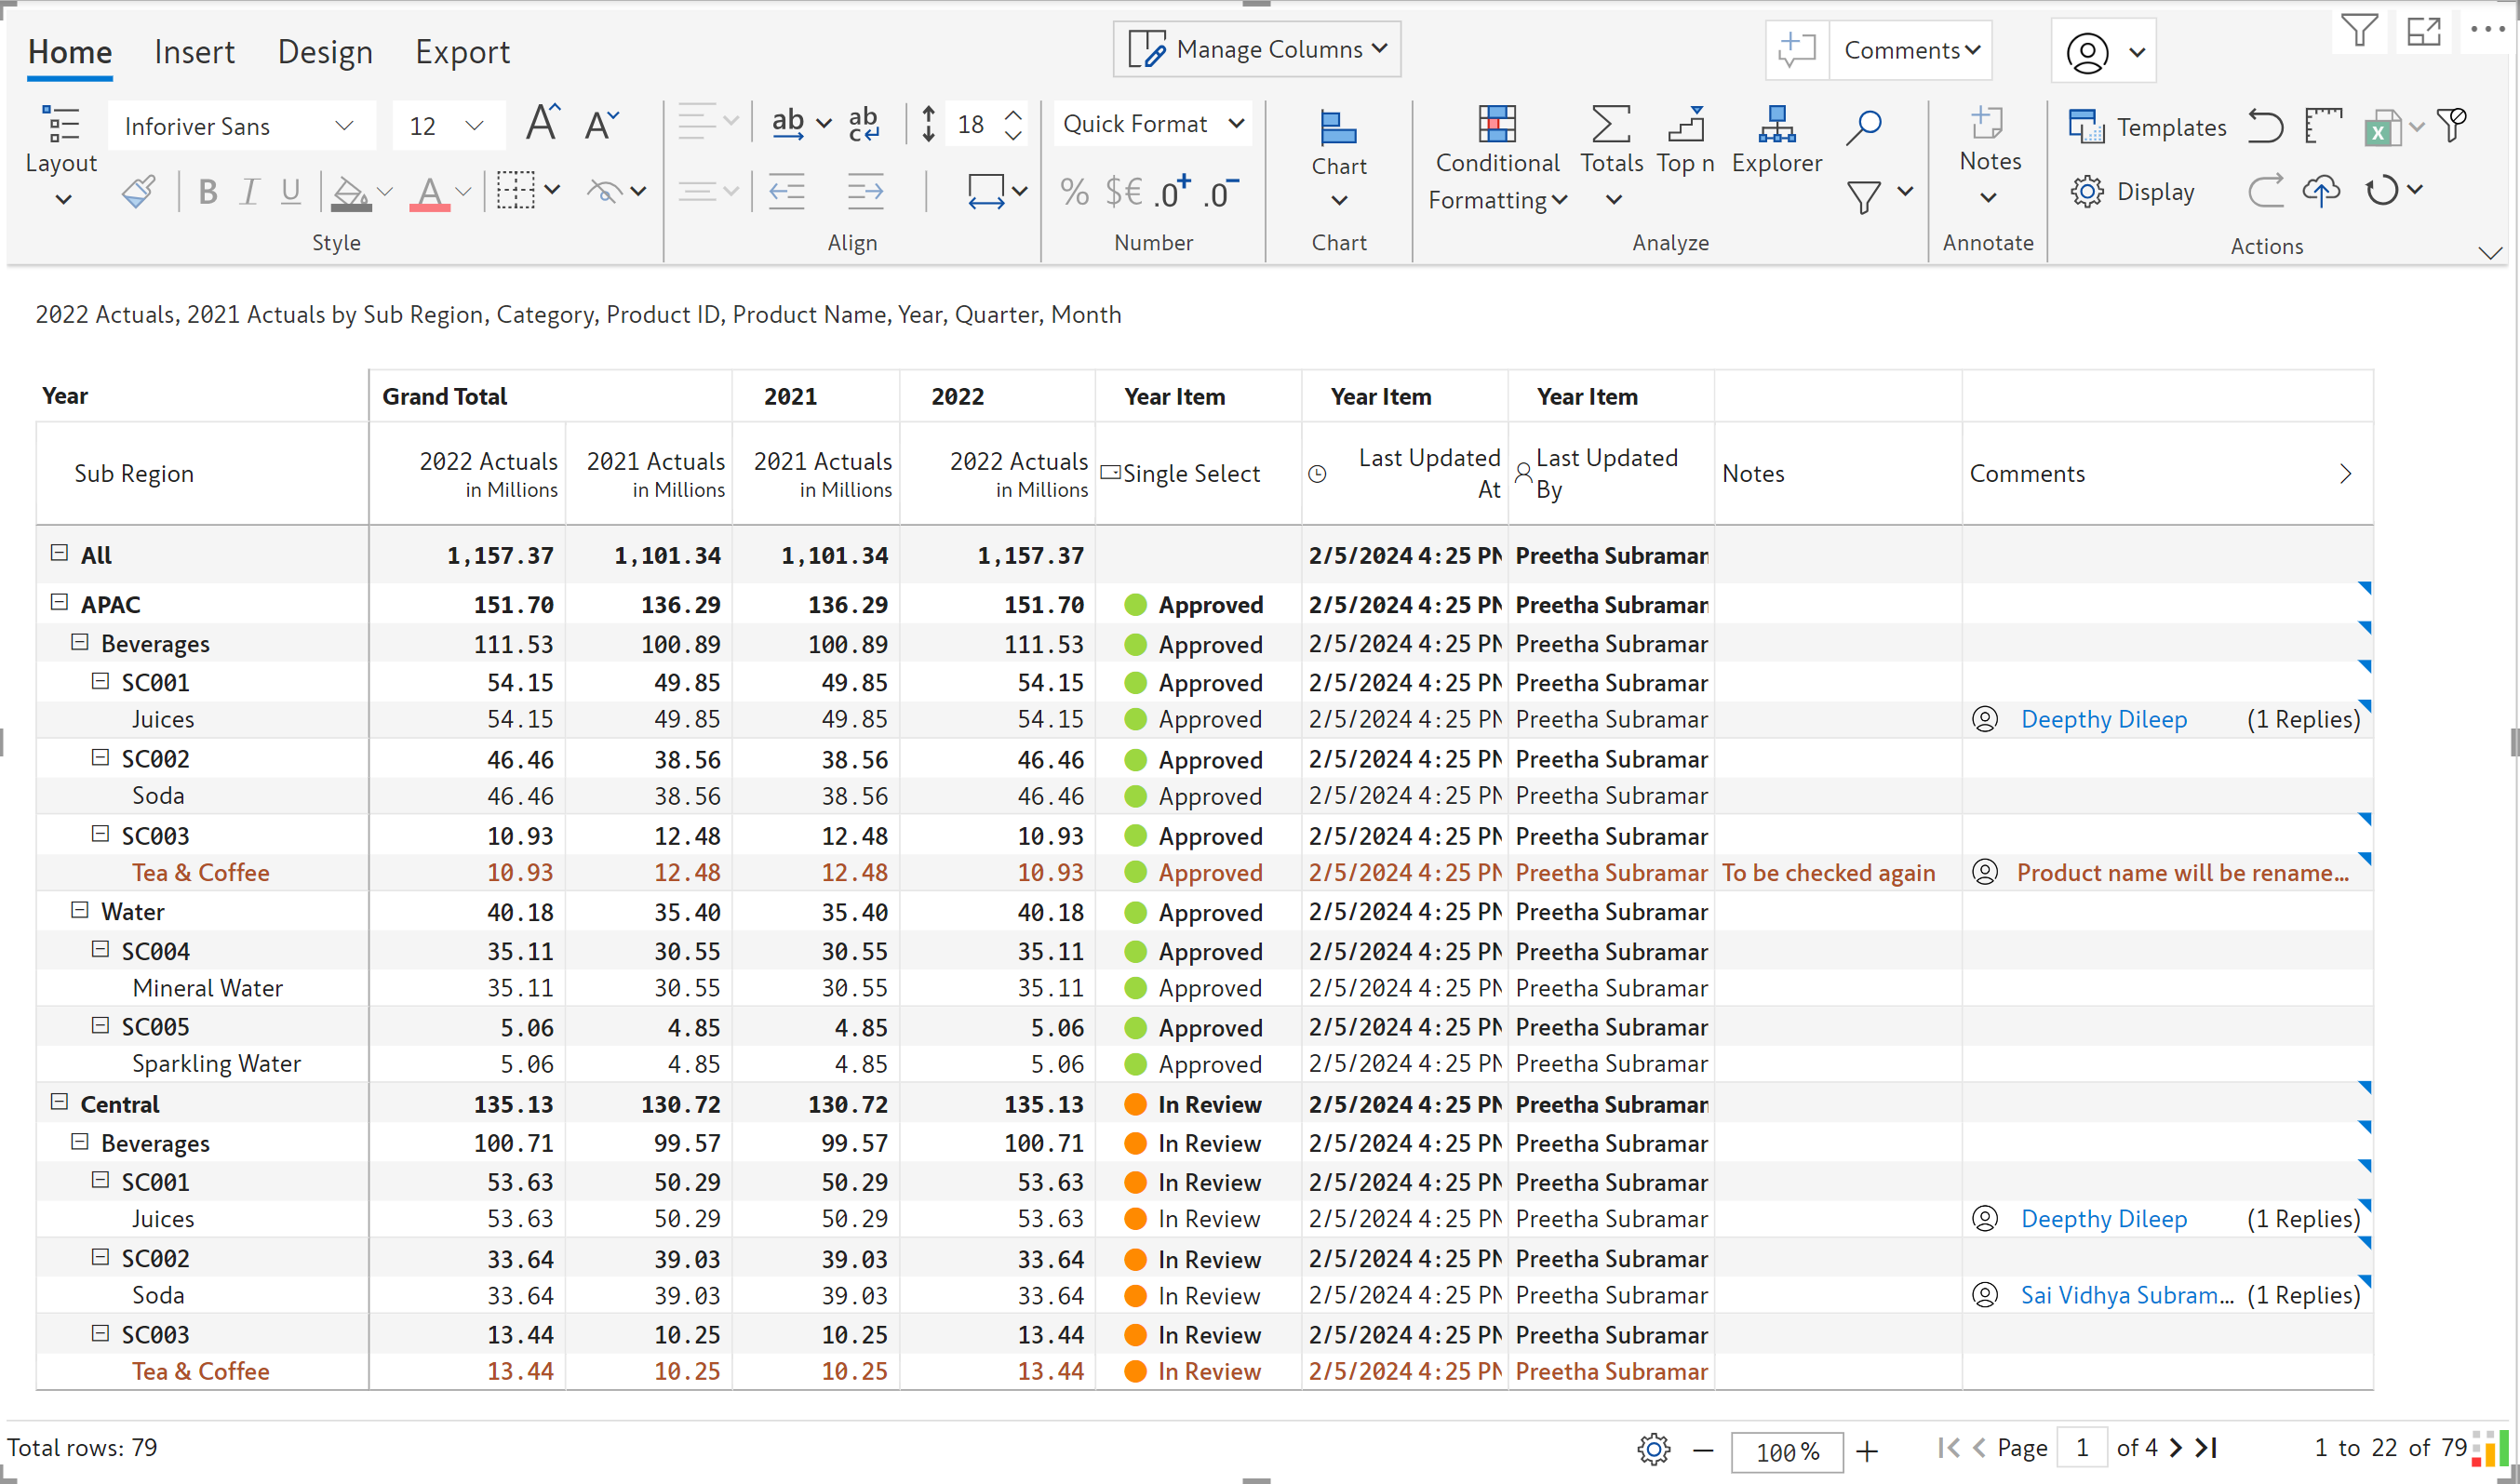 Home Insert Design Export Manage Columns Comments
Inforiver Sans 12 A A ab ab 18 Quick Format
Layout c Chart Conditional Totals Top n Explorer Notes Templates
B I U A % $€ .0+ .0- Formatting Display
Style Align Number Chart Analyze Annotate Actions
2022 Actuals, 2021 Actuals by Sub Region, Category, Product ID, Product Name, Year, Quarter, Month
Year Grand Total 2021 2022 Year Item Year Item Year Item
Sub Region 2022 Actuals in Millions 2021 Actuals in Millions 2021 Actuals in Millions 2022 Actuals in Millions Single Select Last Updated At Last Updated By Notes Comments
All 1,157.37 1,101.34 1,101.34 1,157.37 2/5/2024 4:25 PM Preetha Subraman
APAC 151.70 136.29 136.29 151.70 Approved 2/5/2024 4:25 PM Preetha Subraman
Beverages 111.53 100.89 100.89 111.53 Approved 2/5/2024 4:25 PM Preetha Subramar
SC001 54.15 49.85 49.85 54.15 Approved 2/5/2024 4:25 PM Preetha Subramar
Juices 54.15 49.85 49.85 54.15 Approved 2/5/2024 4:25 PM Preetha Subramar Deepthy Dileep (1 Replies)
SC002 46.46 38.56 38.56 46.46 Approved 2/5/2024 4:25 PM Preetha Subramar
Soda 46.46 38.56 38.56 46.46 Approved 2/5/2024 4:25 PM Preetha Subramar
SC003 10.93 12.48 12.48 10.93 Approved 2/5/2024 4:25 PM Preetha Subramar
Tea & Coffee 10.93 12.48 12.48 10.93 Approved 2/5/2024 4:25 PM Preetha Subramar To be checked again Product name will be rename...
Water 40.18 35.40 35.40 40.18 Approved 2/5/2024 4:25 PM Preetha Subramar
SC004 35.11 30.55 30.55 35.11 Approved 2/5/2024 4:25 PM Preetha Subramar
Mineral Water 35.11 30.55 30.55 35.11 Approved 2/5/2024 4:25 PM Preetha Subramar
SC005 5.06 4.85 4.85 5.06 Approved 2/5/2024 4:25 PM Preetha Subramar
Sparkling Water 5.06 4.85 4.85 5.06 Approved 2/5/2024 4:25 PM Preetha Subramar
Central 135.13 130.72 130.72 135.13 In Review 2/5/2024 4:25 PM Preetha Subraman
Beverages 100.71 99.57 99.57 100.71 In Review 2/5/2024 4:25 PM Preetha Subramar
SC001 53.63 50.29 50.29 53.63 In Review 2/5/2024 4:25 PM Preetha Subramar
Juices 53.63 50.29 50.29 53.63 In Review 2/5/2024 4:25 PM Preetha Subramar Deepthy Dileep (1 Replies)
SC002 33.64 39.03 39.03 33.64 In Review 2/5/2024 4:25 PM Preetha Subramar
Soda 33.64 39.03 39.03 33.64 In Review 2/5/2024 4:25 PM Preetha Subramar Sai Vidhya Subram... (1 Replies)
SC003 13.44 10.25 10.25 13.44 In Review 2/5/2024 4:25 PM Preetha Subramar
Tea & Coffee 13.44 10.25 10.25 13.44 In Review 2/5/2024 4:25 PM Preetha Subramar
Total rows: 79 100% Page 1 of 4 1 to 22 of 79